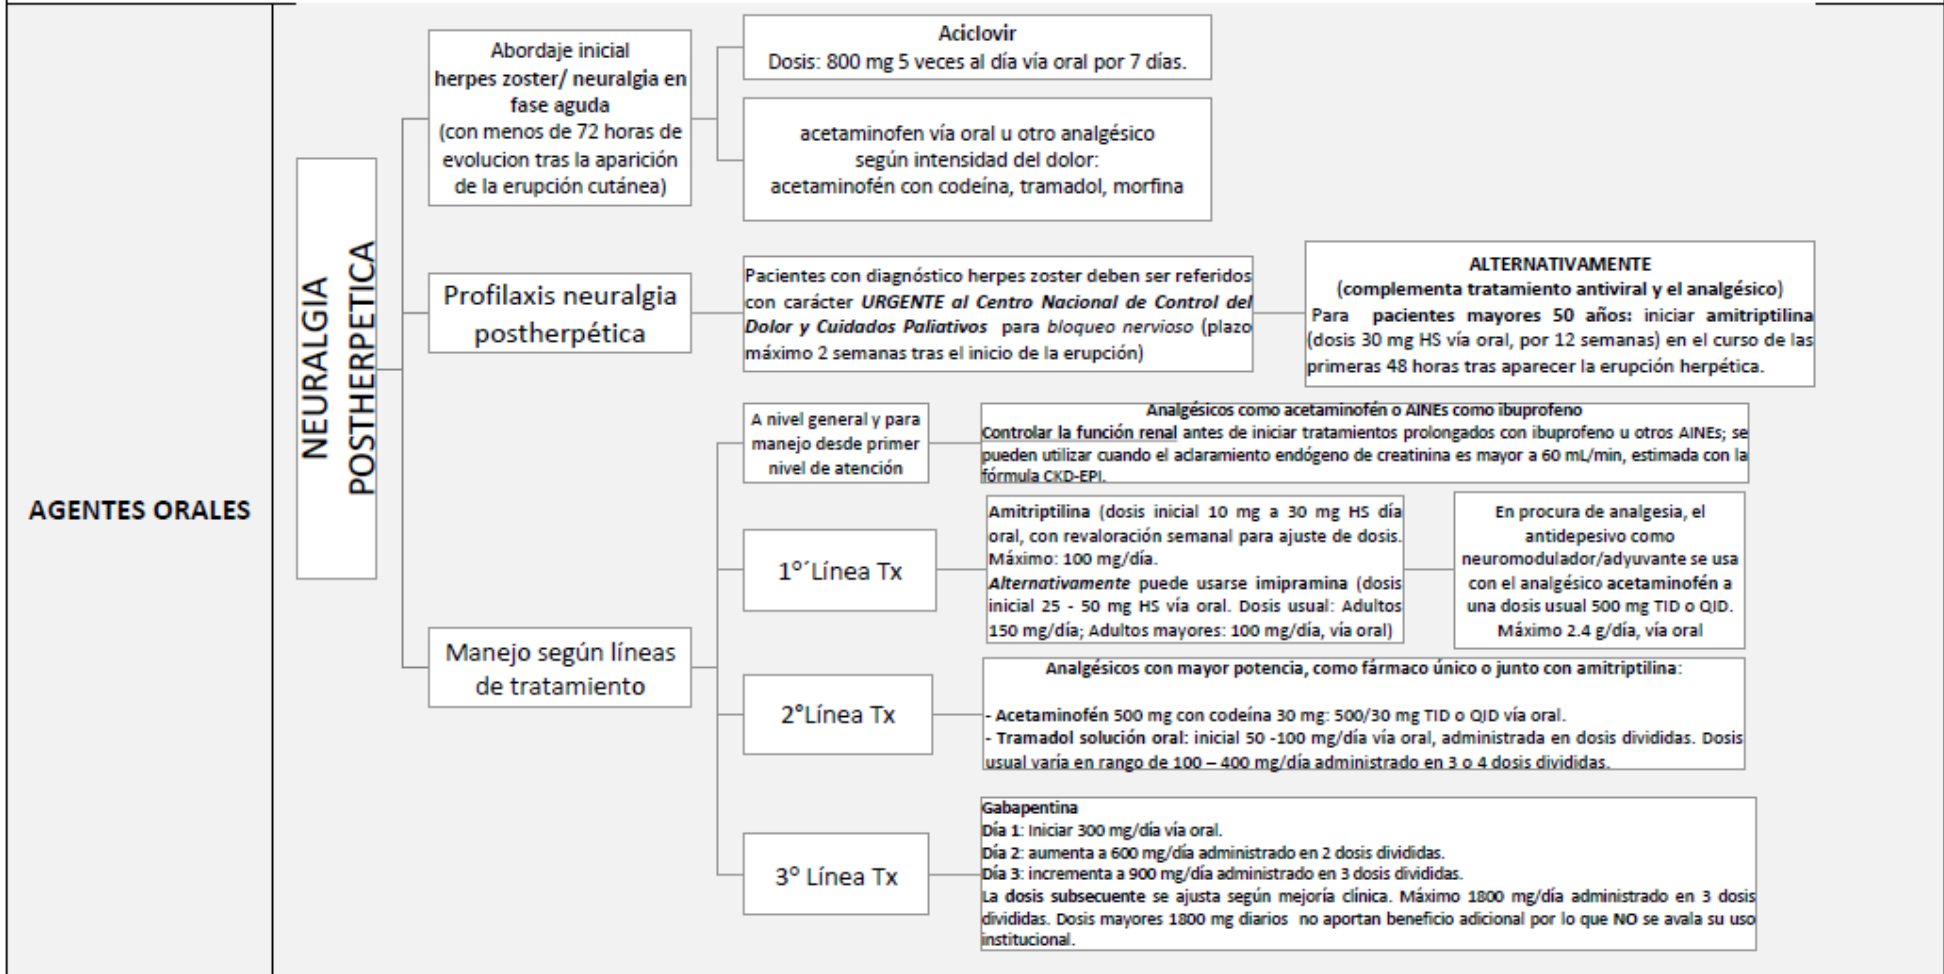 AGENTES ORALES
NEURALGIA
POSTHERPETICA
Abordaje inicial
herpes zoster/ neuralgia en
fase aguda
(con menos de 72 horas de
evolucion tras la aparición
de la erupción cutánea)
Aciclovir
Dosis: 800 mg 5 veces al día vía oral por 7 días.
acetaminofen vía oral u otro analgésico
según intensidad del dolor:
acetaminofén con codeína, tramadol, morfina
Profilaxis neuralgia
postherpética
Pacientes con diagnóstico herpes zoster deben ser referidos
con carácter URGENTE al Centro Nacional de Control del
Dolor y Cuidados Paliativos para bloqueo nervioso (plazo
máximo 2 semanas tras el inicio de la erupción)
ALTERNATIVAMENTE
(complementa tratamiento antiviral y el analgésico)
Para pacientes mayores 50 años: iniciar amitriptilina
(dosis 30 mg HS vía oral, por 12 semanas) en el curso de las
primeras 48 horas tras aparecer la erupción herpética.
Manejo según líneas
de tratamiento
A nivel general y para
manejo desde primer
nivel de atención
Analgésicos como acetaminofén o AINEs como ibuprofeno
Controlar la función renal antes de iniciar tratamientos prolongados con ibuprofeno u otros AINEs; se
pueden utilizar cuando el aclaramiento endógeno de creatinina es mayor a 60 mL/min, estimada con la
fórmula CKD-EPI.
1°´Línea Tx
Amitriptilina (dosis inicial 10 mg a 30 mg HS día
oral, con revaloración semanal para ajuste de dosis.
Máximo: 100 mg/día.
Alternativamente puede usarse imipramina (dosis
inicial 25 - 50 mg HS vía oral. Dosis usual: Adultos
150 mg/día; Adultos mayores: 100 mg/día, vía oral)
En procura de analgesia, el
antidepesivo como
neuromodulador/adyuvante se usa
con el analgésico acetaminofén a
una dosis usual 500 mg TID o QID.
Máximo 2.4 g/día, vía oral
2°Línea Tx
Analgésicos con mayor potencia, como fármaco único o junto con amitriptilina:
- Acetaminofén 500 mg con codeína 30 mg: 500/30 mg TID o QID vía oral.
- Tramadol solución oral: inicial 50 -100 mg/día vía oral, administrada en dosis divididas. Dosis
usual varía en rango de 100 – 400 mg/día administrado en 3 o 4 dosis divididas.
3° Línea Tx
Gabapentina
Día 1: Iniciar 300 mg/día vía oral.
Día 2: aumenta a 600 mg/día administrado en 2 dosis divididas.
Día 3: incrementa a 900 mg/día administrado en 3 dosis divididas.
La dosis subsecuente se ajusta según mejoría clínica. Máximo 1800 mg/día administrado en 3 dosis
divididas. Dosis mayores 1800 mg diarios no aportan beneficio adicional por lo que NO se avala su uso
institucional.